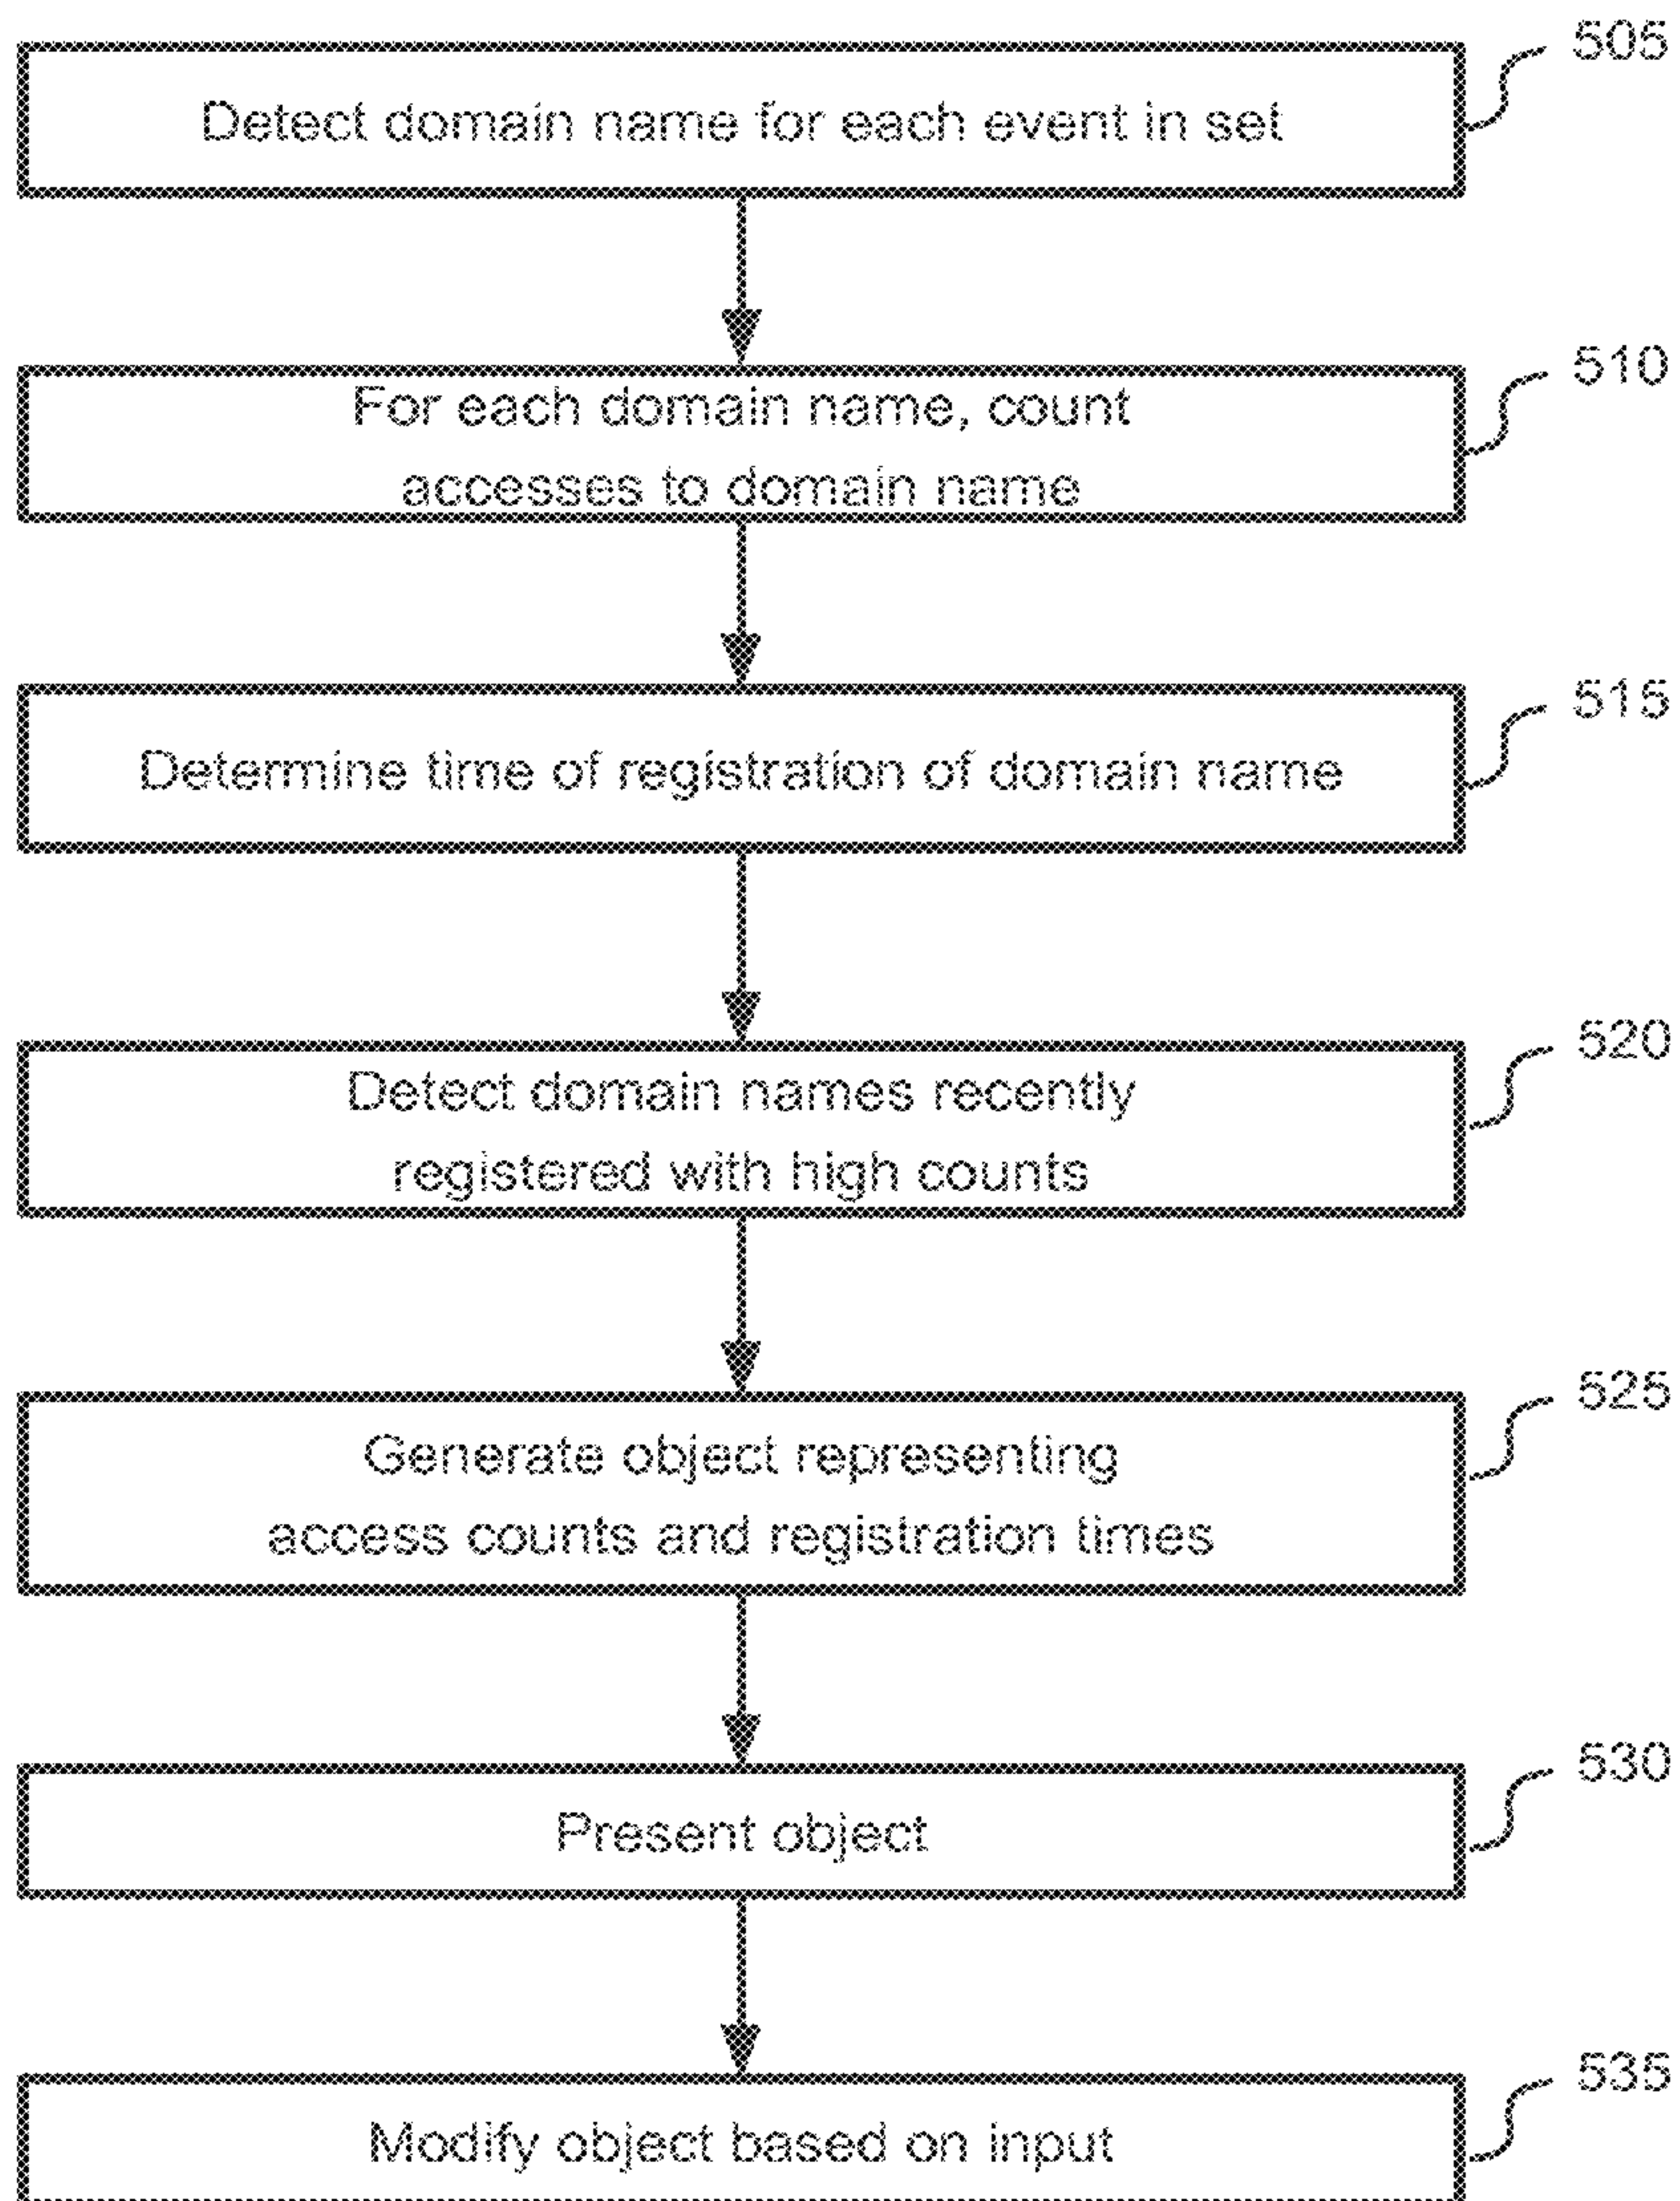 505
Detect domain name for each event in set
510
For each domain name, count
accesses to domain name
515
Determine time of registration of domain name
520
Detect domain names recently
registered with high counts
525
Generate object representing
access counts and registration times
530
Present object
535
Modify object based on input